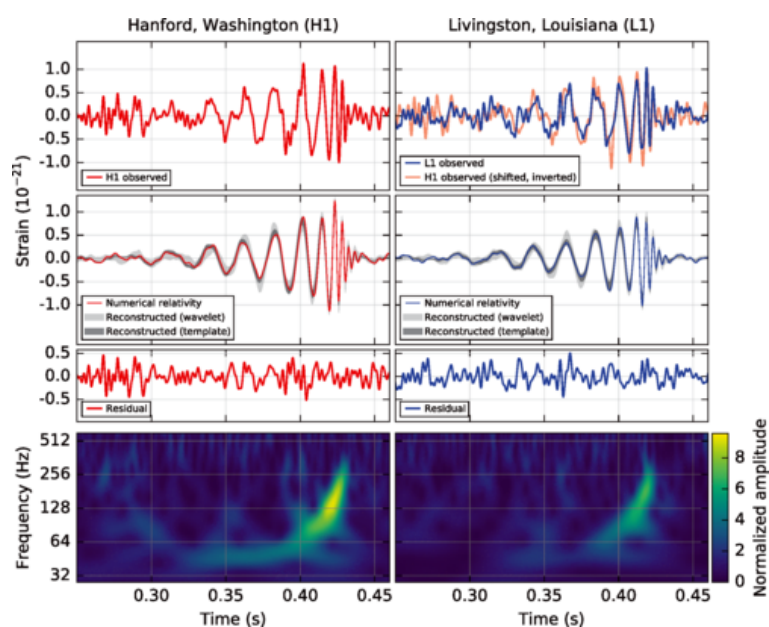 Hanford, Washington (H1)
Livingston, Louisiana (L1)
Strain (10⁻²¹)
1.0
0.5
0.0
-0.5
-1.0
H1 observed
L1 observed
H1 observed (shifted, inverted)
1.0
0.5
0.0
-0.5
-1.0
Numerical relativity
Reconstructed (wavelet)
Reconstructed (template)
Numerical relativity
Reconstructed (wavelet)
Reconstructed (template)
0.5
0.0
-0.5
Residual
Residual
Frequency (Hz)
512
256
128
64
32
0.30
0.35
0.40
0.45
Time (s)
0.30
0.35
0.40
0.45
Time (s)
8
6
4
2
0
Normalized amplitude